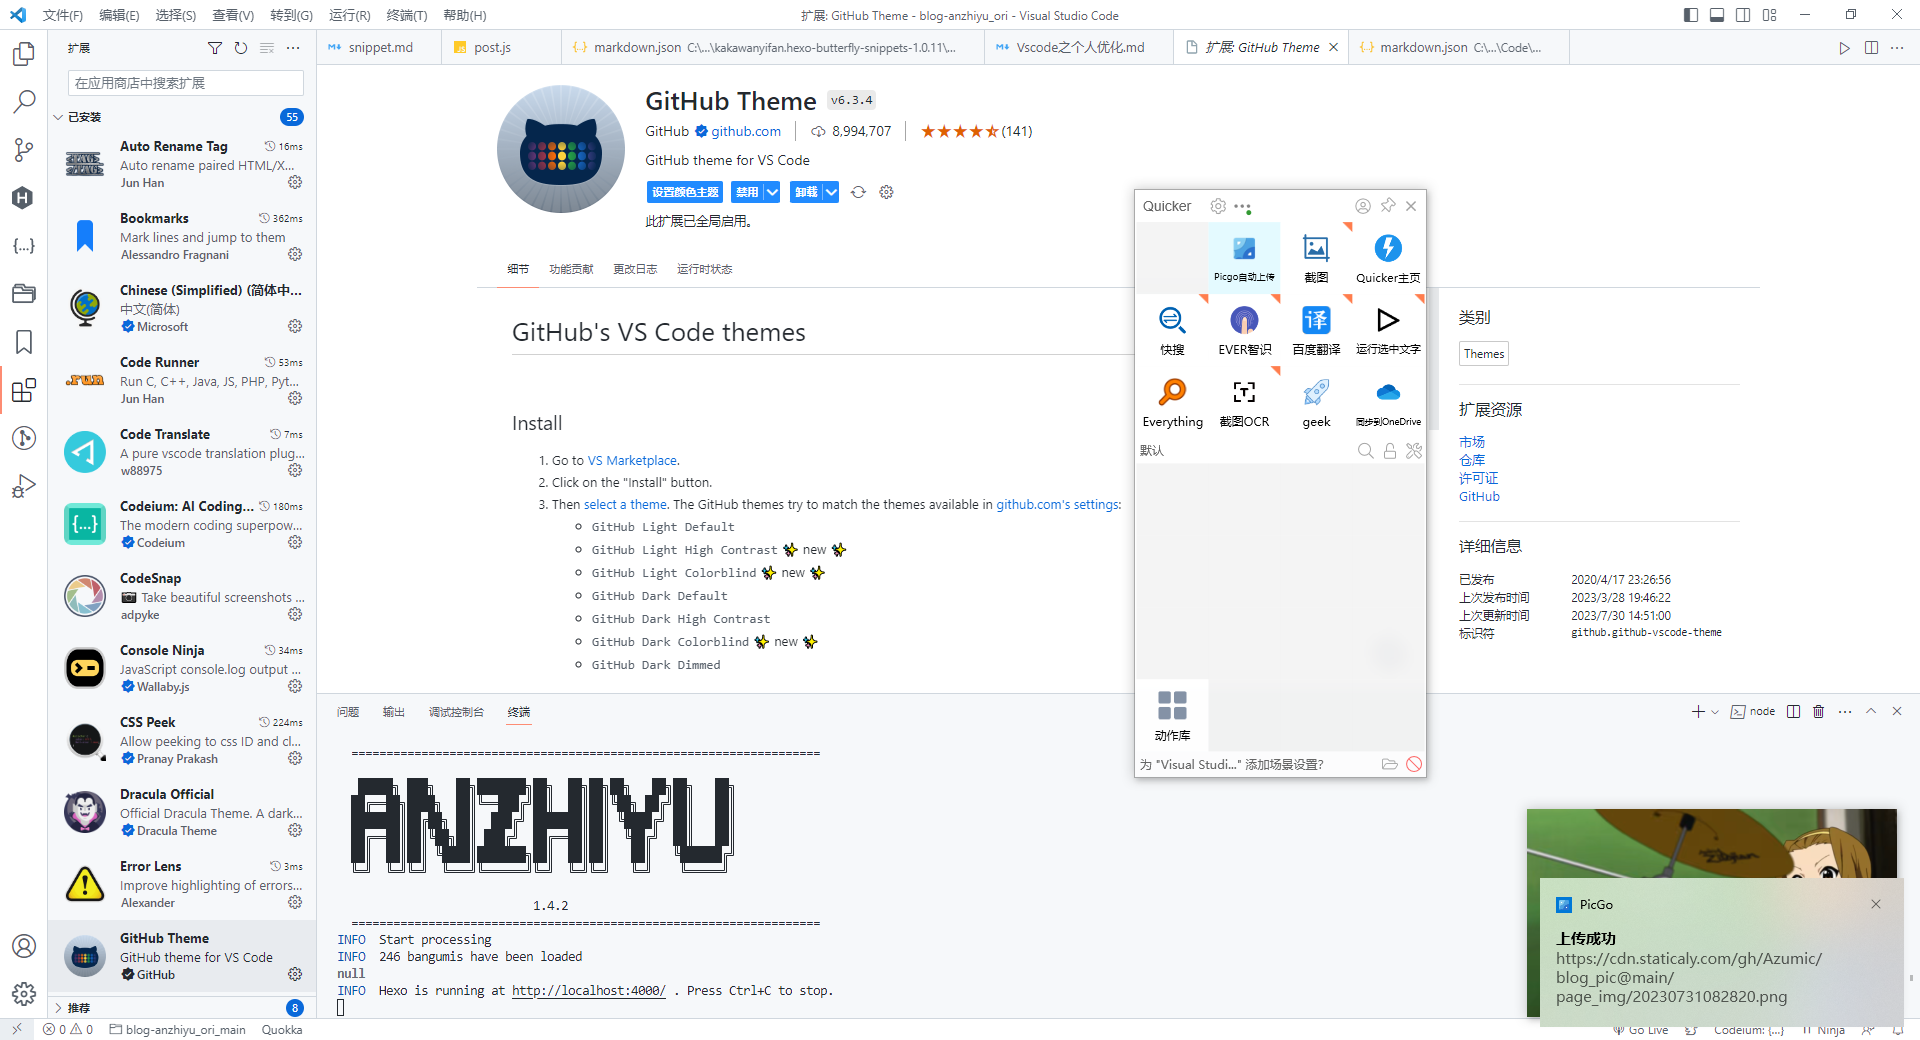 文件(F) 编辑(E) 选择(S) 查看(V) 转到(G) 运行(R) 终端(T) 帮助(H)
扩展: GitHub Theme - blog-anzhiyu_ori - Visual Studio Code
扩展
snippet.md
post.js
markdown.json C:\...\kakawanyifan.hexo-butterfly-snippets-1.0.11\...
Vscode之个人优化.md
扩展: GitHub Theme
markdown.json C:\...\Code\...
在应用商店中搜索扩展
已安装 55
Auto Rename Tag 16ms
Auto rename paired HTML/X...
Jun Han
Bookmarks 362ms
Mark lines and jump to them
Alessandro Fragnani
Chinese (Simplified) (简体中...
中文(简体)
Microsoft
Code Runner 53ms
Run C, C++, Java, JS, PHP, Pyt...
Jun Han
Code Translate 7ms
A pure vscode translation plug...
w88975
Codeium: AI Coding... 180ms
The modern coding superpow...
Codeium
CodeSnap
📷 Take beautiful screenshots ...
adpyke
Console Ninja 34ms
JavaScript console.log output ...
Wallaby.js
CSS Peek 224ms
Allow peeking to css ID and cl...
Pranay Prakash
Dracula Official
Official Dracula Theme. A dark...
Dracula Theme
Error Lens 3ms
Improve highlighting of errors...
Alexander
GitHub Theme
GitHub theme for VS Code
GitHub
推荐 8
GitHub Theme v6.3.4
GitHub github.com 8,994,707 (141)
GitHub theme for VS Code
设置颜色主题 禁用 卸载
此扩展已全局启用。
细节 功能贡献 更改日志 运行时状态
GitHub's VS Code themes
Install
1. Go to VS Marketplace.
2. Click on the "Install" button.
3. Then select a theme. The GitHub themes try to match the themes available in github.com's settings:
GitHub Light Default
GitHub Light High Contrast ✨ new ✨
GitHub Light Colorblind ✨ new ✨
GitHub Dark Default
GitHub Dark High Contrast
GitHub Dark Colorblind ✨ new ✨
GitHub Dark Dimmed
类别
Themes
扩展资源
市场
仓库
许可证
GitHub
详细信息
已发布 2020/4/17 23:26:56
上次发布时间 2023/3/28 19:46:22
上次更新时间 2023/7/30 14:51:00
标识符 github.github-vscode-theme
Quicker
Picgo自动上传 截图 Quicker主页
快搜 EVER智识 百度翻译 运行选中文字
Everything 截图OCR geek 同步到OneDrive
默认
动作库
为 "Visual Studi..." 添加场景设置?
问题 输出 调试控制台 终端
node
===================================================================
ANZHIYU
1.4.2
===================================================================
INFO Start processing
INFO 246 bangumis have been loaded
null
INFO Hexo is running at http://localhost:4000/ . Press Ctrl+C to stop.
PicGo
上传成功
https://cdn.staticaly.com/gh/Azumic/
blog_pic@main/
page_img/20230731082820.png
0 0 blog-anzhiyu_ori_main Quokka
Go Live Codeium: {...} Ninja